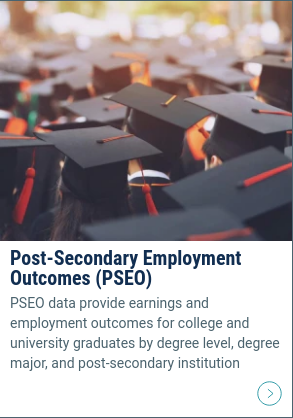 Post-Secondary Employment
Outcomes (PSEO)
PSEO data provide earnings and
employment outcomes for college and
university graduates by degree level, degree
major, and post-secondary institution